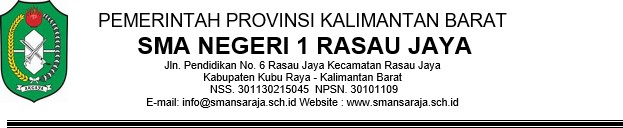 PEMERINTAH PROVINSI KALIMANTAN BARAT
SMA NEGERI 1 RASAU JAYA
Jln. Pendidikan No. 6 Rasau Jaya Kecamatan Rasau Jaya
Kabupaten Kubu Raya - Kalimantan Barat
NSS. 301130215045 NPSN. 30101109
E-mail: info@smansaraja.sch.id Website : www.smansaraja.sch.id
AKCAYA